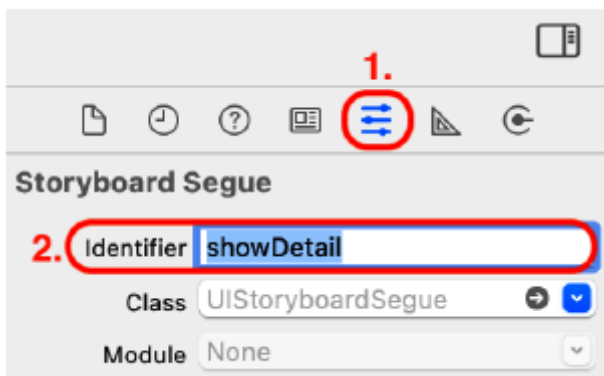 1.
Storyboard Segue
2. Identifier showDetail
Class UIStoryboardSegue
Module None